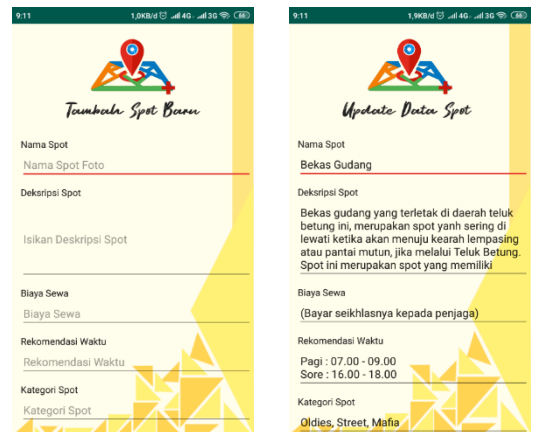 9:11 1,0KB/d 4G 3G 66
Tambah Spot Baru
Nama Spot
Nama Spot Foto
Deksripsi Spot
Isikan Deskripsi Spot
Biaya Sewa
Biaya Sewa
Rekomendasi Waktu
Rekomendasi Waktu
Kategori Spot
Kategori Spot
9:11 1,9KB/d 4G 3G 66
Update Data Spot
Nama Spot
Bekas Gudang
Deksripsi Spot
Bekas gudang yang terletak di daerah teluk
betung ini, merupakan spot yanh sering di
lewati ketika akan menuju kearah lempasing
atau pantai mutun, jika melalui Teluk Betung.
Spot ini merupakan spot yang memiliki
Biaya Sewa
(Bayar seikhlasnya kepada penjaga)
Rekomendasi Waktu
Pagi : 07.00 - 09.00
Sore : 16.00 - 18.00
Kategori Spot
Oldies, Street, Mafia